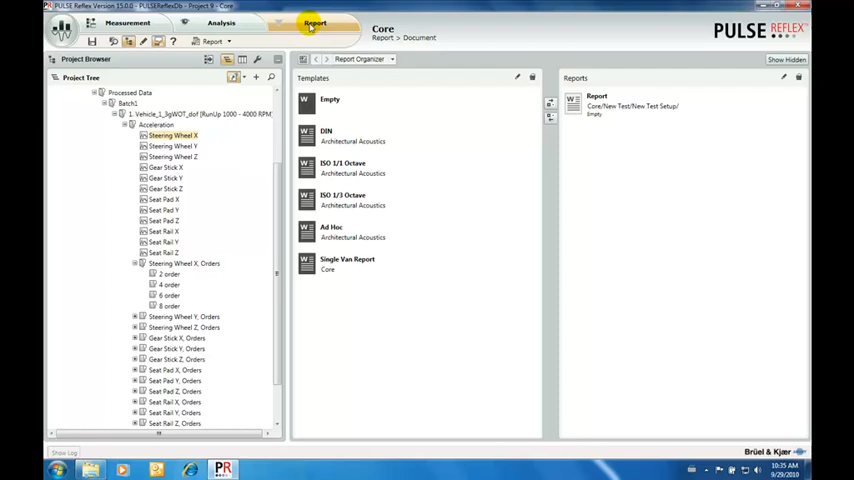 PULSE Reflex Version 15.0.0 - PULSEReflexDb - Project 9 - Core
Measurement
Analysis
Report
Core
Report > Document
PULSE REFLEX™
Report
Project Browser
Report Organizer
Show Hidden
Project Tree
Templates
Reports
Processed Data
Batch1
1. Vehicle_1_3gWOT_dof [RunUp 1000 - 4000 RPM]
Acceleration
Steering Wheel X
Steering Wheel Y
Steering Wheel Z
Gear Stick X
Gear Stick Y
Gear Stick Z
Seat Pad X
Seat Pad Y
Seat Pad Z
Seat Rail X
Seat Rail Y
Seat Rail Z
Steering Wheel X, Orders
2 order
4 order
6 order
8 order
Steering Wheel Y, Orders
Steering Wheel Z, Orders
Gear Stick X, Orders
Gear Stick Y, Orders
Gear Stick Z, Orders
Seat Pad X, Orders
Seat Pad Y, Orders
Seat Pad Z, Orders
Seat Rail X, Orders
Seat Rail Y, Orders
Seat Rail Z, Orders
Empty
DIN
Architectural Acoustics
ISO 1/1 Octave
Architectural Acoustics
ISO 1/3 Octave
Architectural Acoustics
Ad Hoc
Architectural Acoustics
Single Van Report
Core
Report
Core/New Test/New Test Setup/
Empty
Show Log
Brüel & Kjær
PR
10:35 AM
9/29/2010